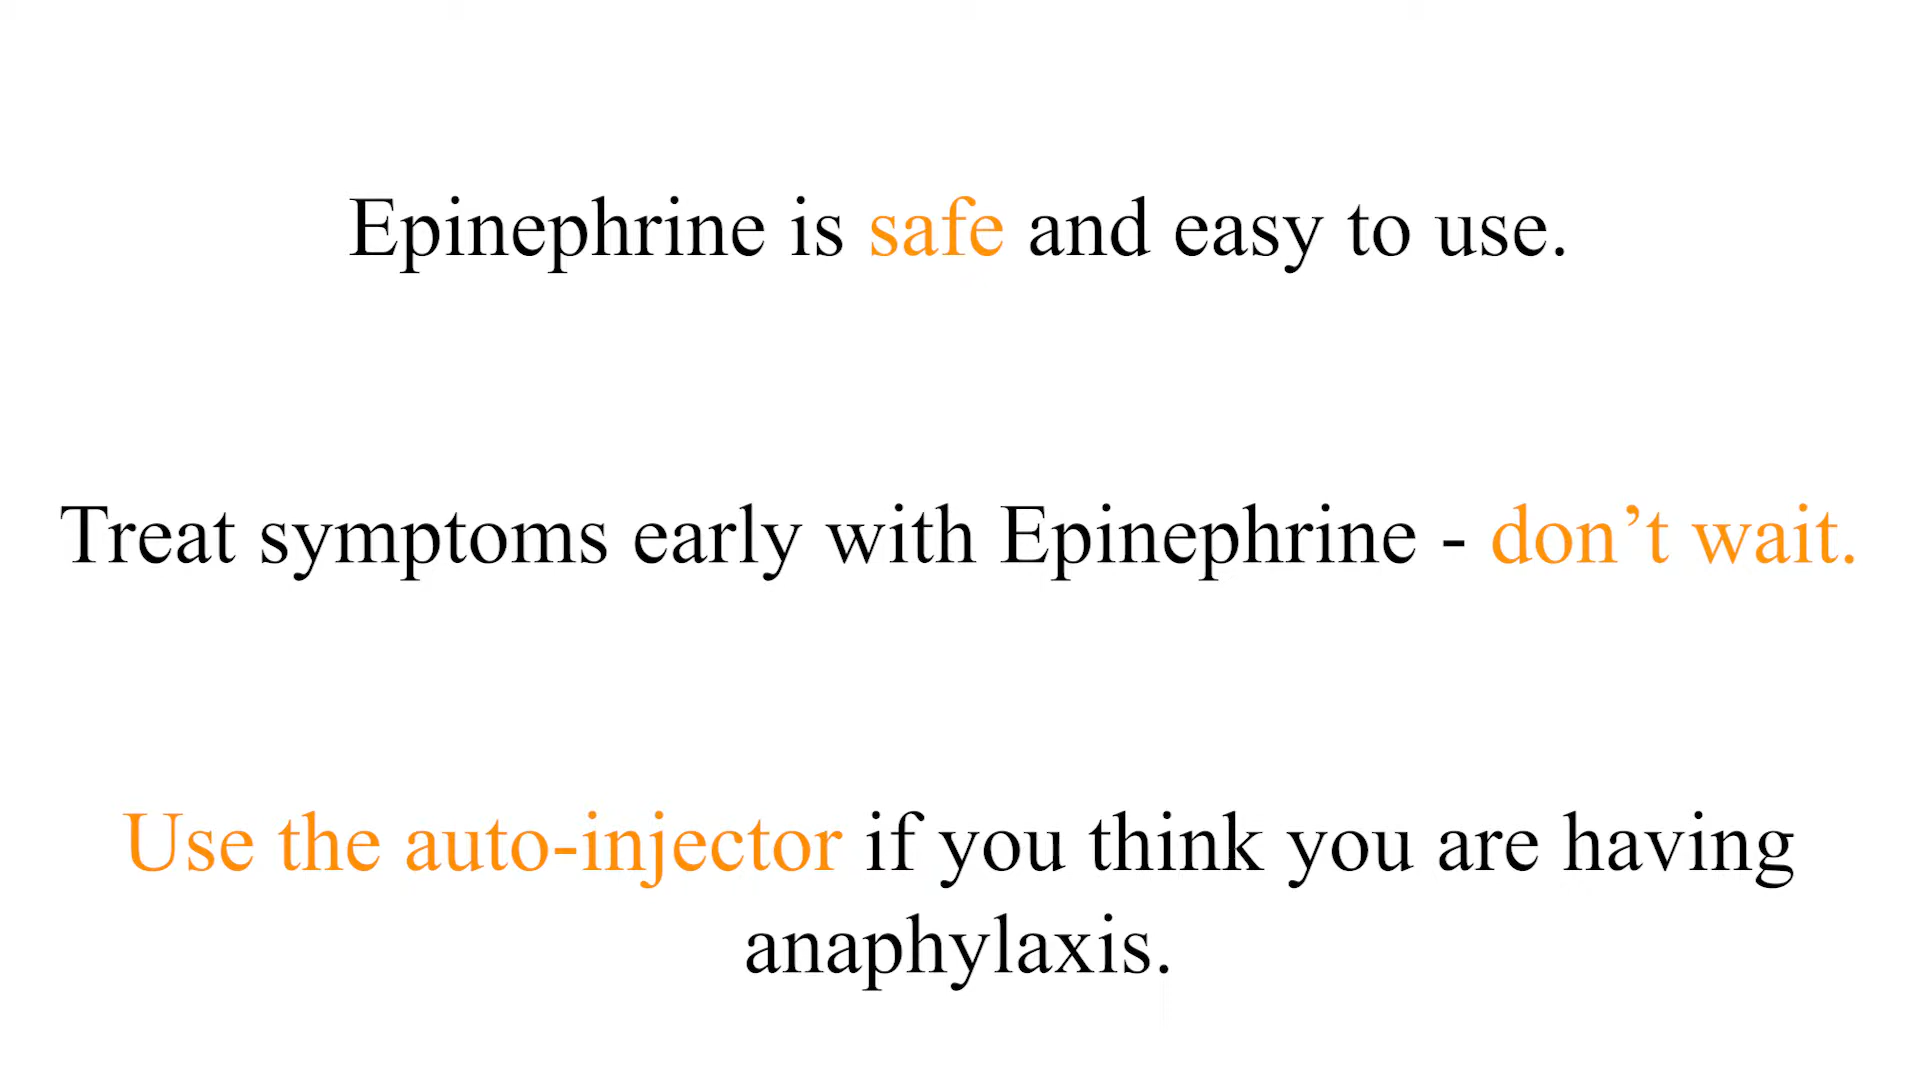 Epinephrine is safe and easy to use.
Treat symptoms early with Epinephrine - don’t wait.
Use the auto-injector if you think you are having
anaphylaxis.